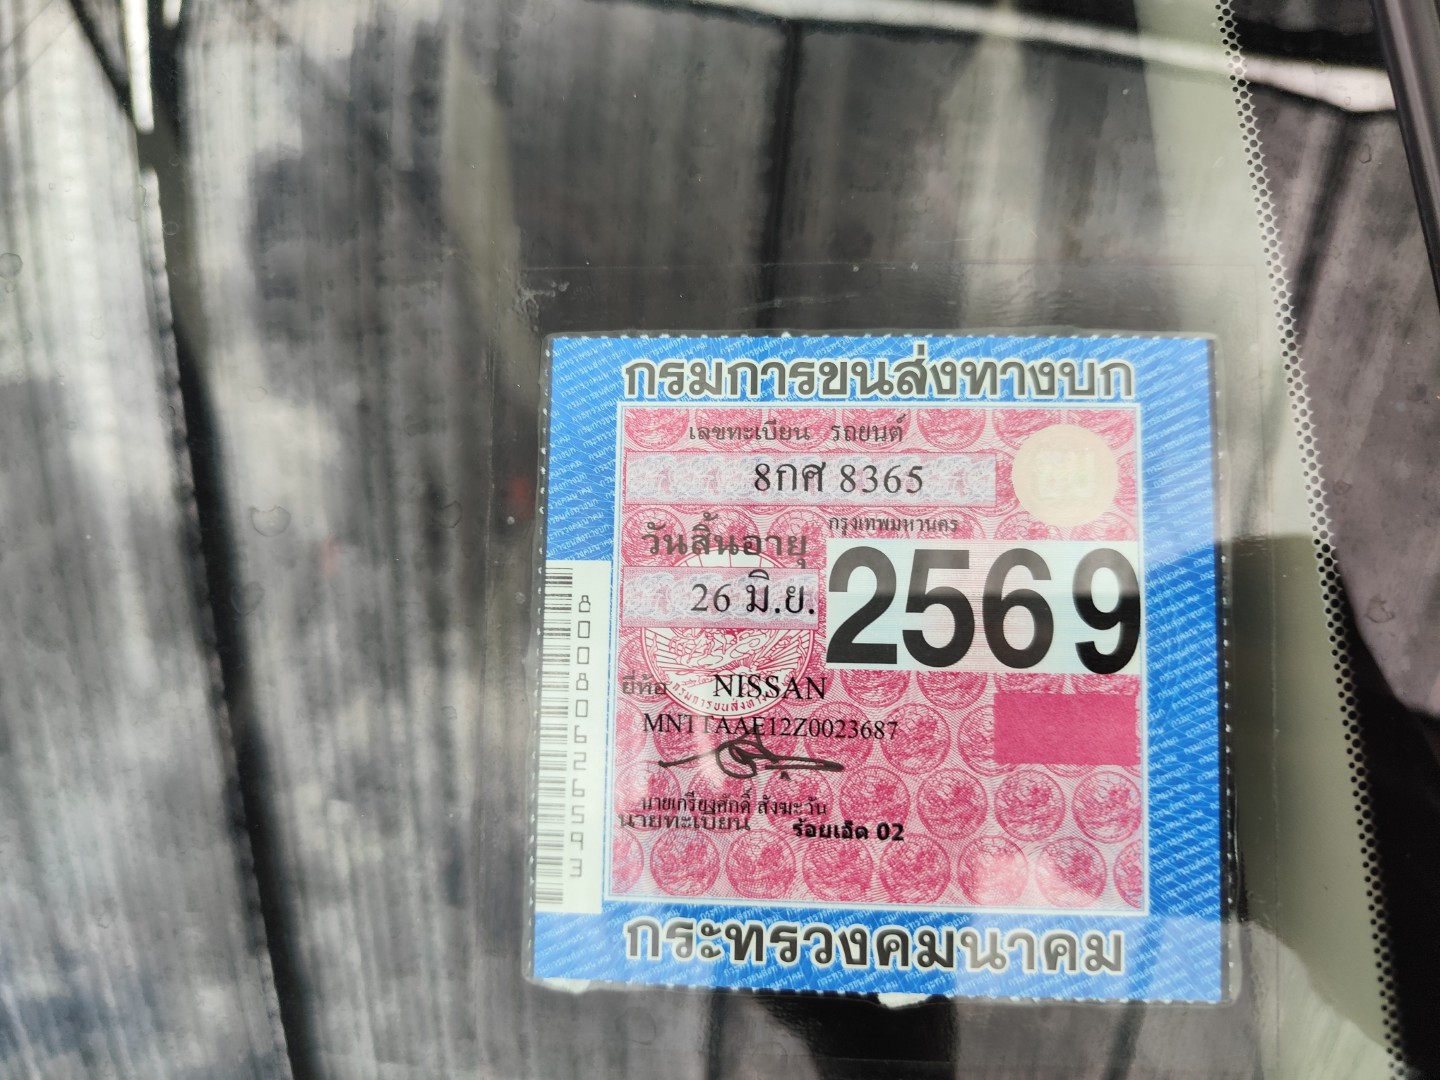 กรมการขนส่งทางบก
เลขทะเบียน รถยนต์
8กศ 8365
กรุงเทพมหานคร
วันสิ้นอายุ
26 มิ.ย. 2569
ยี่ห้อ NISSAN
MNTTAAE12Z0023687
นายเกรียงศักดิ์ สังฆะวัน
นายทะเบียน ร้อยเอ็ด 02
80080626593
กระทรวงคมนาคม